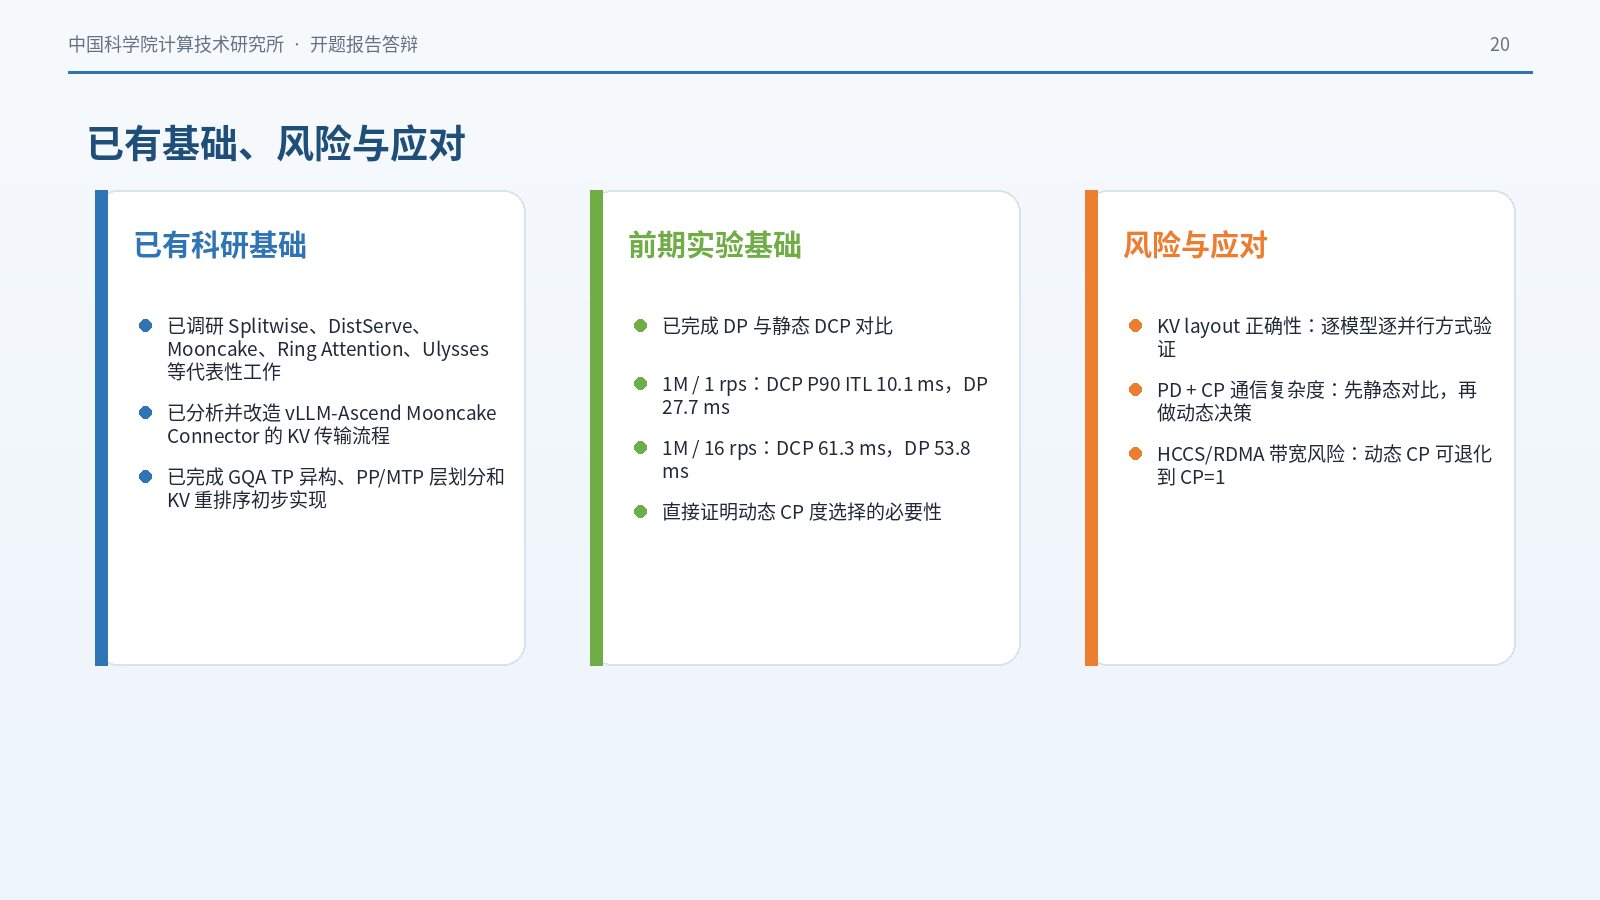 中国科学院计算技术研究所 · 开题报告答辩
20
已有基础、风险与应对
已有科研基础
已调研 Splitwise、DistServe、
Mooncake、Ring Attention、Ulysses
等代表性工作
已分析并改造 vLLM-Ascend Mooncake
Connector 的 KV 传输流程
已完成 GQA TP 异构、PP/MTP 层划分和
KV 重排序初步实现
前期实验基础
已完成 DP 与静态 DCP 对比
1M / 1 rps：DCP P90 ITL 10.1 ms，DP
27.7 ms
1M / 16 rps：DCP 61.3 ms，DP 53.8
ms
直接证明动态 CP 度选择的必要性
风险与应对
KV layout 正确性：逐模型逐并行方式验
证
PD + CP 通信复杂度：先静态对比，再
做动态决策
HCCS/RDMA 带宽风险：动态 CP 可退化
到 CP=1